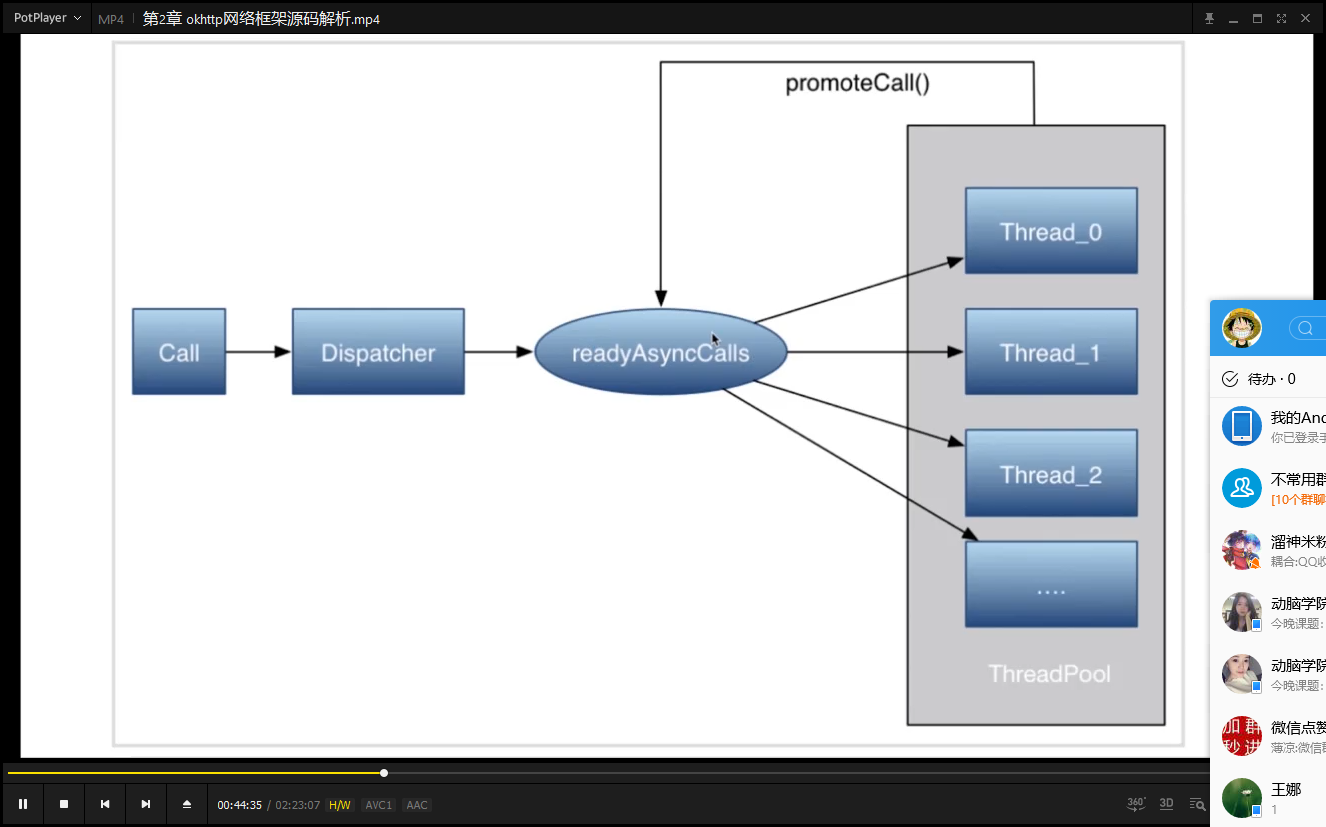 PotPlayer MP4 第2章 okhttp网络框架源码解析.mp4
promoteCall()
Thread_0
Call
Dispatcher
readyAsyncCalls
Thread_1
Thread_2
....
ThreadPool
待办 · 0
我的And
你已登录手
不常用群
[10个群聊
溜神米粉
耦合:QQ收
动脑学院
今晚课题:
动脑学院
今晚课题:
加群
秒进
微信点赞
薄凉:微信群
王娜
1
00:44:35 / 02:23:07 H/W AVC1 AAC
360° 3D